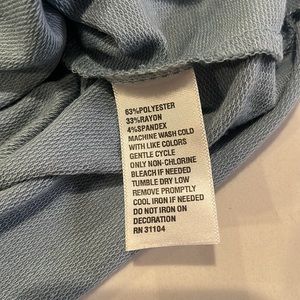 63%POLYESTER
33%RAYON
4%SPANDEX
MACHINE WASH COLD
WITH LIKE COLORS
GENTLE CYCLE
ONLY NON-CHLORINE
BLEACH IF NEEDED
TUMBLE DRY LOW
REMOVE PROMPTLY
COOL IRON IF NEEDED
DO NOT IRON ON
DECORATION
RN 31104